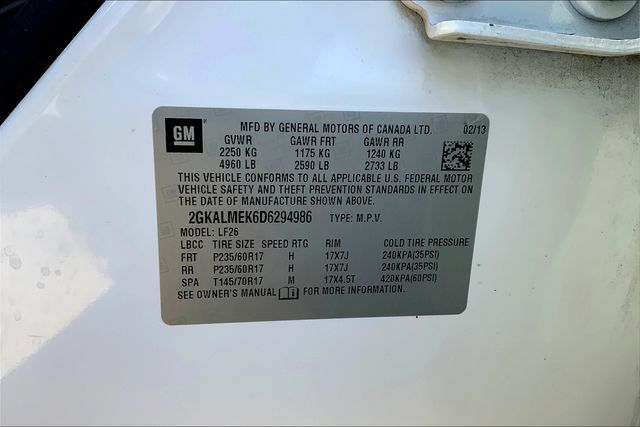 GM
MFD BY GENERAL MOTORS OF CANADA LTD. 02/13
GVWR GAWR FRT GAWR RR
2250 KG 1175 KG 1240 KG
4960 LB 2590 LB 2733 LB
THIS VEHICLE CONFORMS TO ALL APPLICABLE U.S. FEDERAL MOTOR
VEHICLE SAFETY AND THEFT PREVENTION STANDARDS IN EFFECT ON
THE DATE OF MANUFACTURE SHOWN ABOVE.
2GKALMEK6D6294986 TYPE: M.P.V.
MODEL: LF26
LBCC TIRE SIZE SPEED RTG RIM COLD TIRE PRESSURE
FRT P235/60R17 H 17X7J 240KPA(35PSI)
RR P235/60R17 H 17X7J 240KPA(35PSI)
SPA T145/70R17 M 17X4.5T 420KPA(60PSI)
SEE OWNER'S MANUAL FOR MORE INFORMATION.